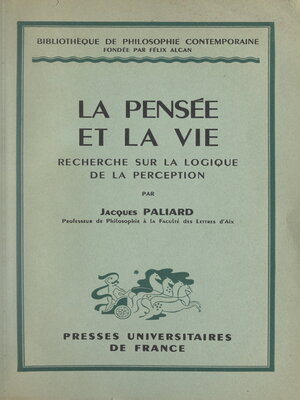 BIBLIOTHÈQUE DE PHILOSOPHIE CONTEMPORAINE
FONDÉE PAR FÉLIX ALCAN
LA PENSÉE
ET LA VIE
RECHERCHE SUR LA LOGIQUE
DE LA PERCEPTION
PAR
Jacques PALIARD
Professeur de Philosophie à la Faculté des Lettres d'Aix
PRESSES UNIVERSITAIRES
DE FRANCE